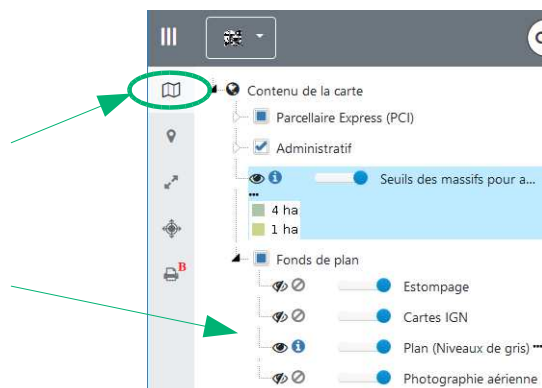 Contenu de la carte
Parcellaire Express (PCI)
Administratif
Seuils des massifs pour a...
4 ha
1 ha
Fonds de plan
B
Estompage
Cartes IGN
Plan (Niveaux de gris)
Photographie aérienne